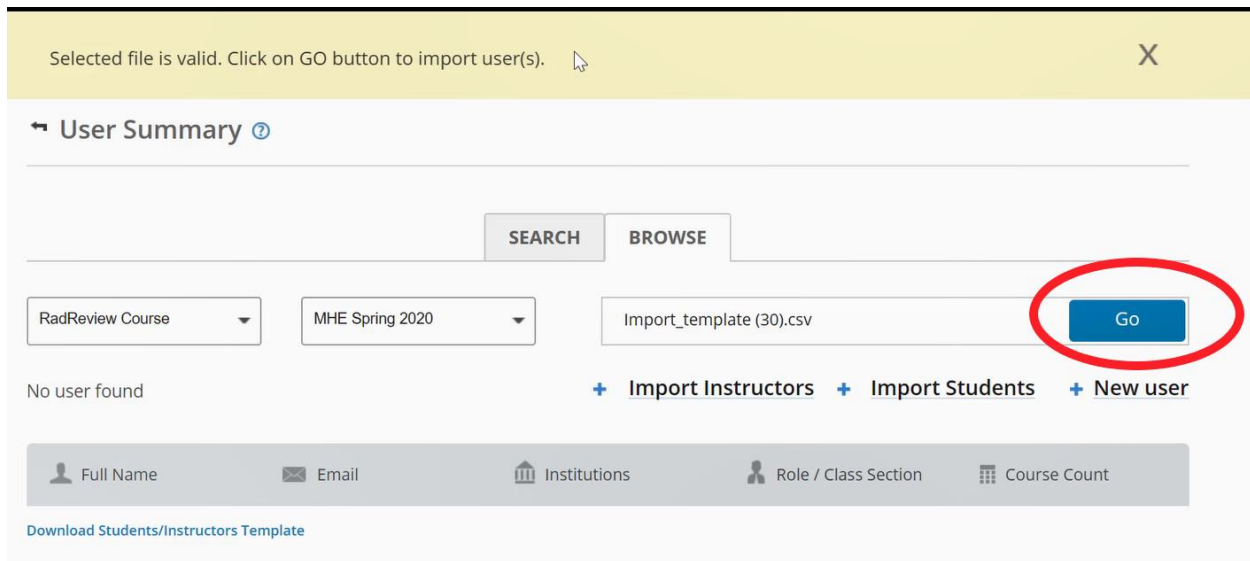 Selected file is valid. Click on GO button to import user(s).
X
User Summary ?
SEARCH
BROWSE
RadReview Course
MHE Spring 2020
Import_template (30).csv
Go
No user found
+ Import Instructors + Import Students + New user
Full Name
Email
Institutions
Role / Class Section
Course Count
Download Students/Instructors Template